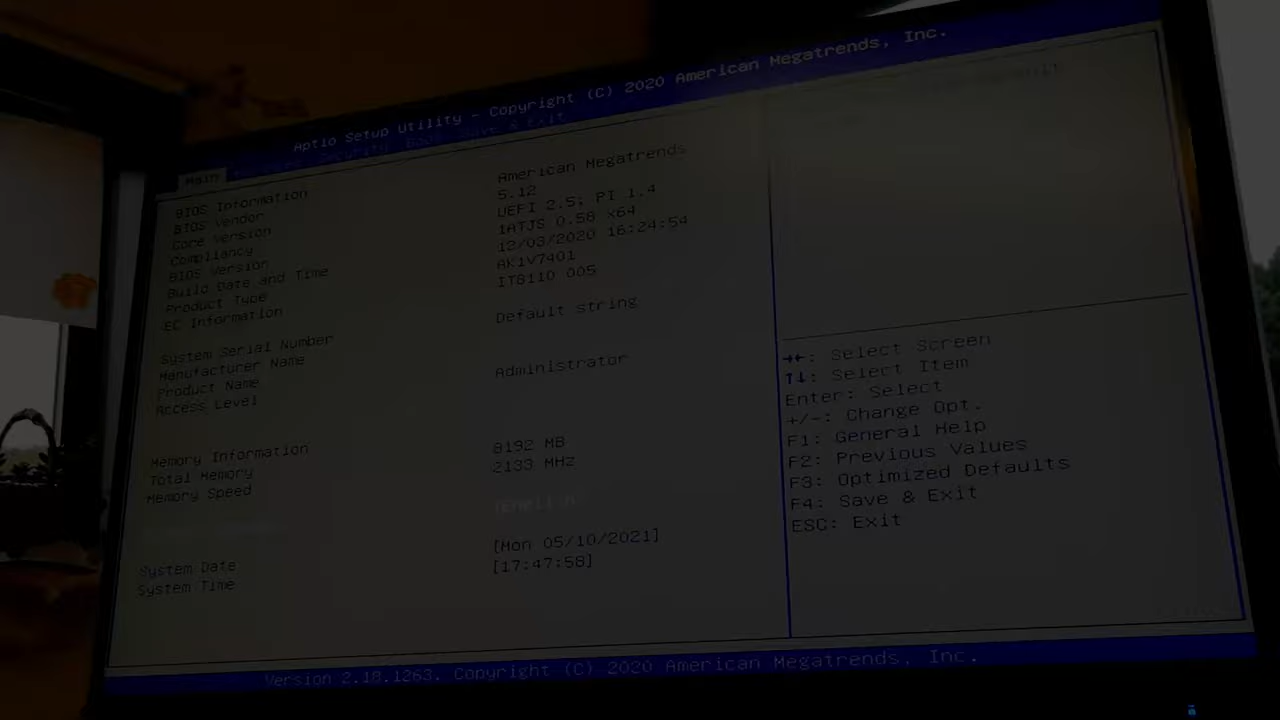 Aptio Setup Utility - Copyright (C) 2020 American Megatrends, Inc.
Main Security Boot Save & Exit
BIOS Information
BIOS Vendor American Megatrends
Core Version 5.12
Compliancy UEFI 2.5; PI 1.4
BIOS Version 1ATJS 0.58 x64
Build Date and Time 12/03/2020 16:24:54
Product Type AK1V7401
EC Information IT8110 005
System Serial Number Default string
Manufacturer Name
Product Name
Access Level Administrator
Memory Information
Total Memory 8192 MB
Memory Speed 2133 MHz
[English]
System Date [Mon 05/10/2021]
System Time [17:47:58]
→←: Select Screen
↑↓: Select Item
Enter: Select
+/-: Change Opt.
F1: General Help
F2: Previous Values
F3: Optimized Defaults
F4: Save & Exit
ESC: Exit
Version 2.18.1263. Copyright (C) 2020 American Megatrends, Inc.